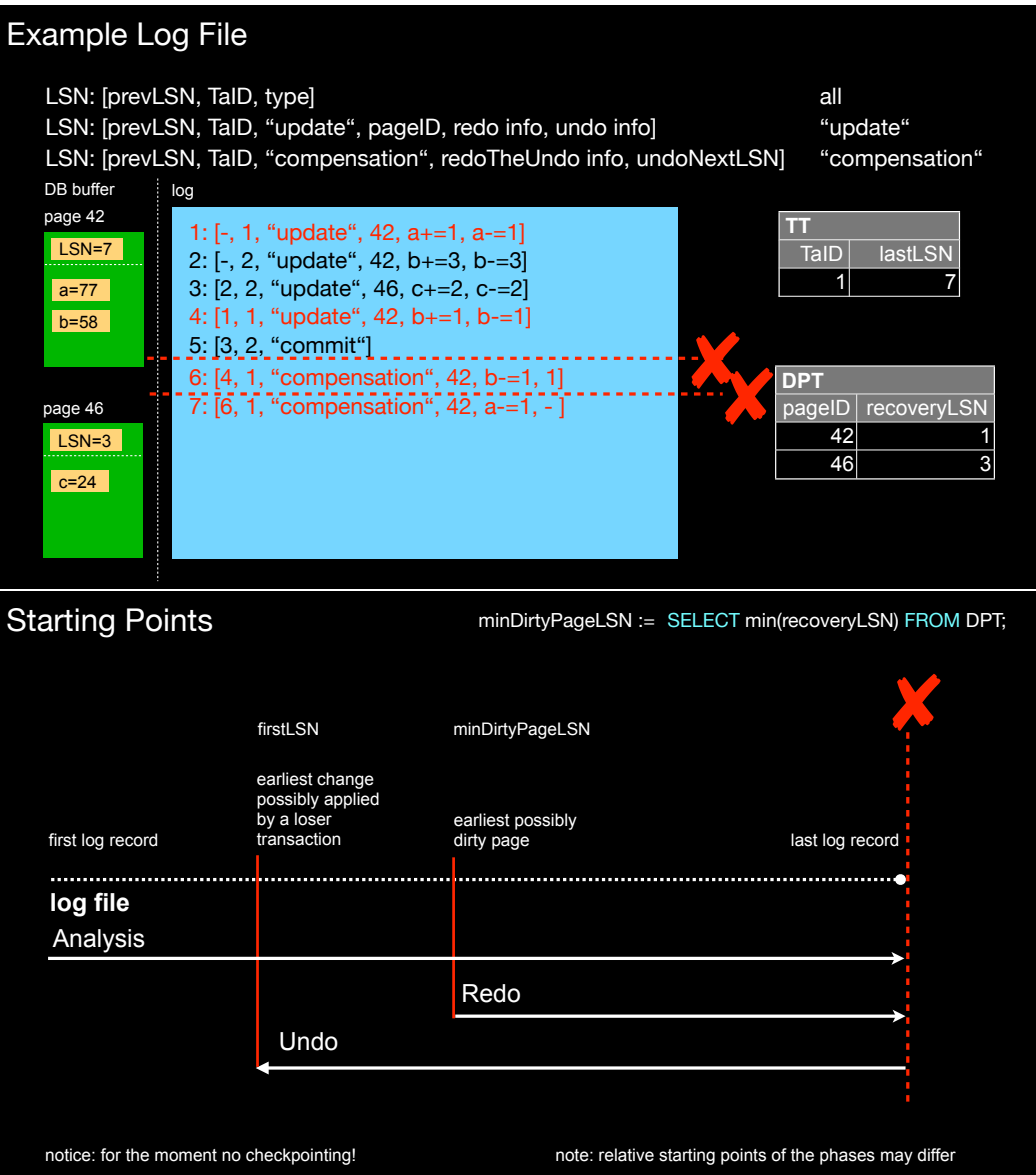 Example Log File
LSN: [prevLSN, TaID, type] all
LSN: [prevLSN, TaID, “update“, pageID, redo info, undo info] “update“
LSN: [prevLSN, TaID, “compensation“, redoTheUndo info, undoNextLSN] “compensation“
DB buffer log
page 42
LSN=7
a=77
b=58
page 46
LSN=3
c=24
1: [-, 1, “update“, 42, a+=1, a-=1]
2: [-, 2, “update“, 42, b+=3, b-=3]
3: [2, 2, “update“, 46, c+=2, c-=2]
4: [1, 1, “update“, 42, b+=1, b-=1]
5: [3, 2, “commit“]
6: [4, 1, “compensation“, 42, b-=1, 1]
7: [6, 1, “compensation“, 42, a-=1, - ]
TT
TaID lastLSN
1 7
DPT
pageID recoveryLSN
42 1
46 3
Starting Points
minDirtyPageLSN := SELECT min(recoveryLSN) FROM DPT;
firstLSN minDirtyPageLSN
earliest change
possibly applied
by a loser
transaction
earliest possibly
dirty page
first log record
last log record
log file
Analysis
Redo
Undo
notice: for the moment no checkpointing!
note: relative starting points of the phases may differ